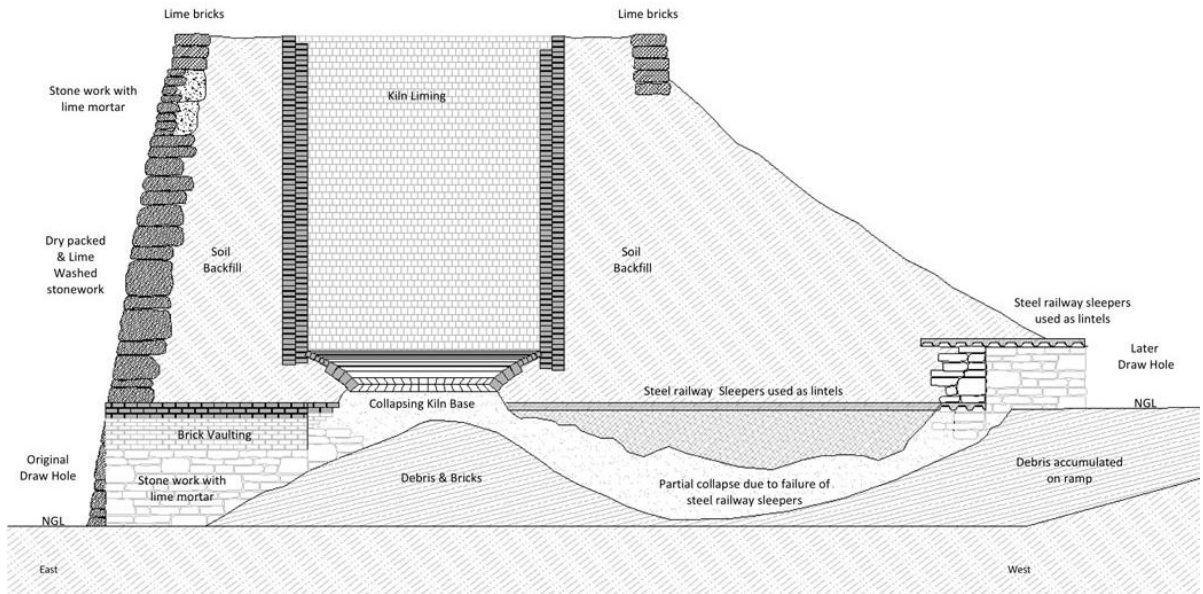 Lime bricks
Lime bricks
Stone work with
lime mortar
Kiln Liming
Dry packed
& Lime
Washed
stonework
Soil
Backfill
Soil
Backfill
Steel railway sleepers
used as lintels
Later
Draw Hole
Steel railway Sleepers used as lintels
Collapsing Kiln Base
NGL
Brick Vaulting
Original
Draw Hole
Stone work with
lime mortar
Debris & Bricks
Partial collapse due to failure of
steel railway sleepers
Debris accumulated
on ramp
NGL
East
West